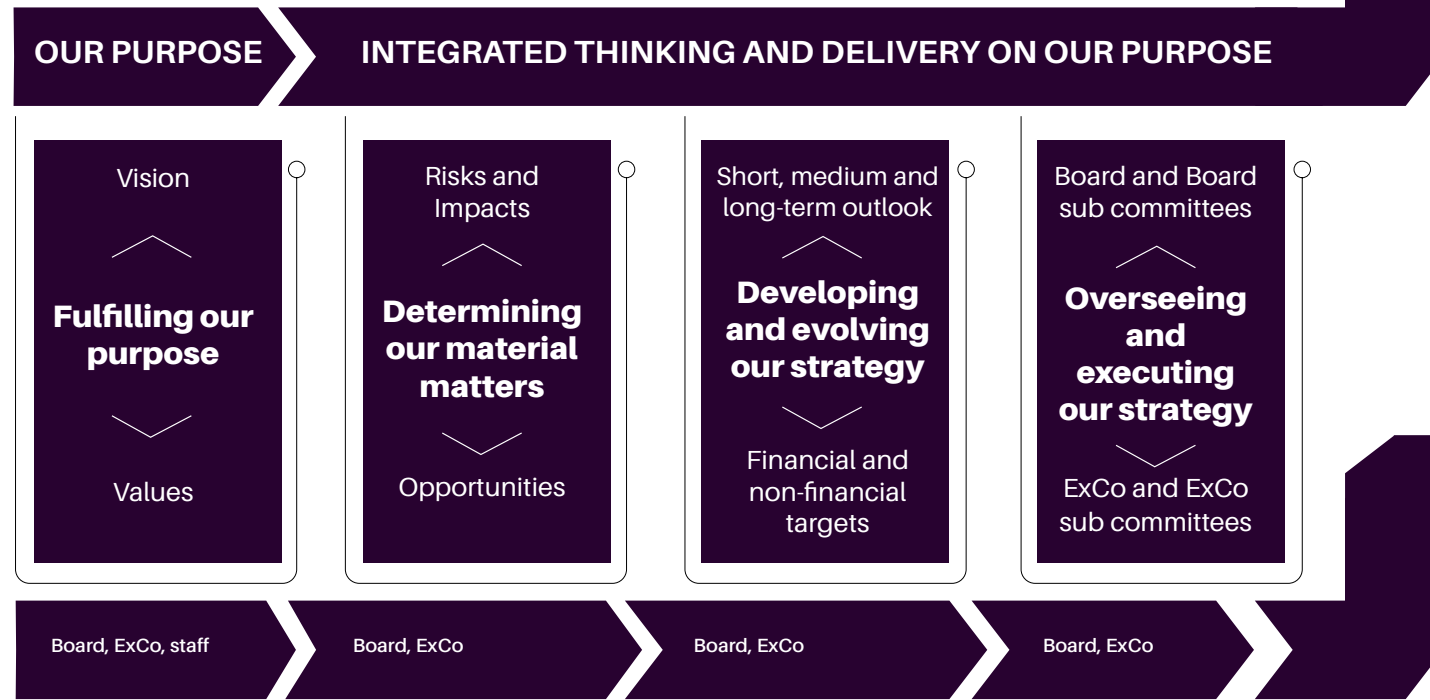 OUR PURPOSE
INTEGRATED THINKING AND DELIVERY ON OUR PURPOSE
Vision
Fulfilling our
purpose
Values
Risks and
Impacts
Determining
our material
matters
Opportunities
Short, medium and
long-term outlook
Developing
and evolving
our strategy
Financial and
non-financial
targets
Board and Board
sub committees
Overseeing
and
executing
our strategy
ExCo and ExCo
sub committees
Board, ExCo, staff
Board, ExCo
Board, ExCo
Board, ExCo